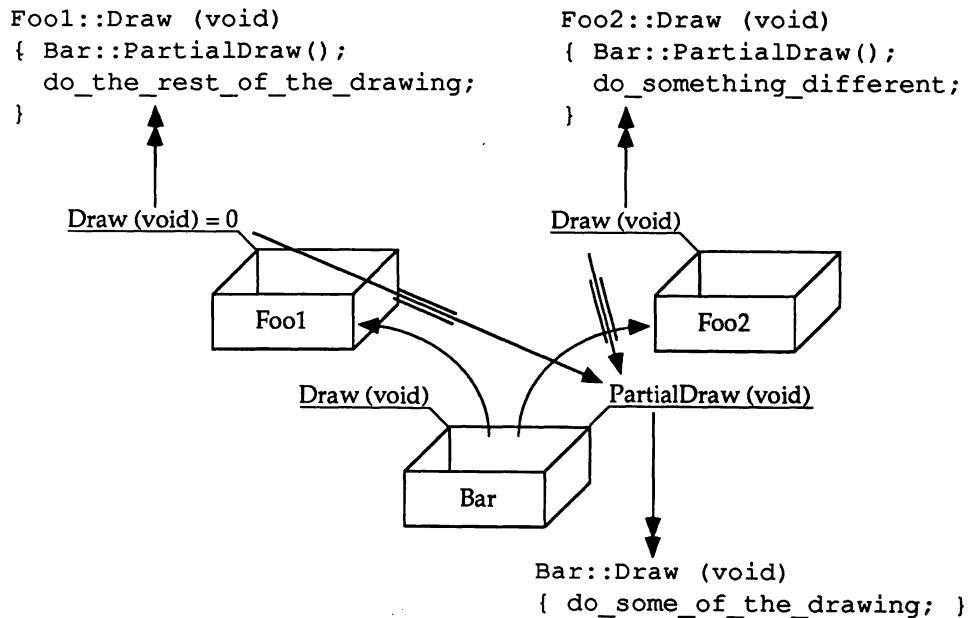 Foo1::Draw (void)
{ Bar::PartialDraw();
do_the_rest_of_the_drawing;
}
Foo2::Draw (void)
{ Bar::PartialDraw();
do_something_different;
}
Draw (void) = 0
Draw (void)
Foo1
Foo2
Draw (void)
PartialDraw (void)
Bar
Bar::Draw (void)
{ do_some_of_the_drawing; }